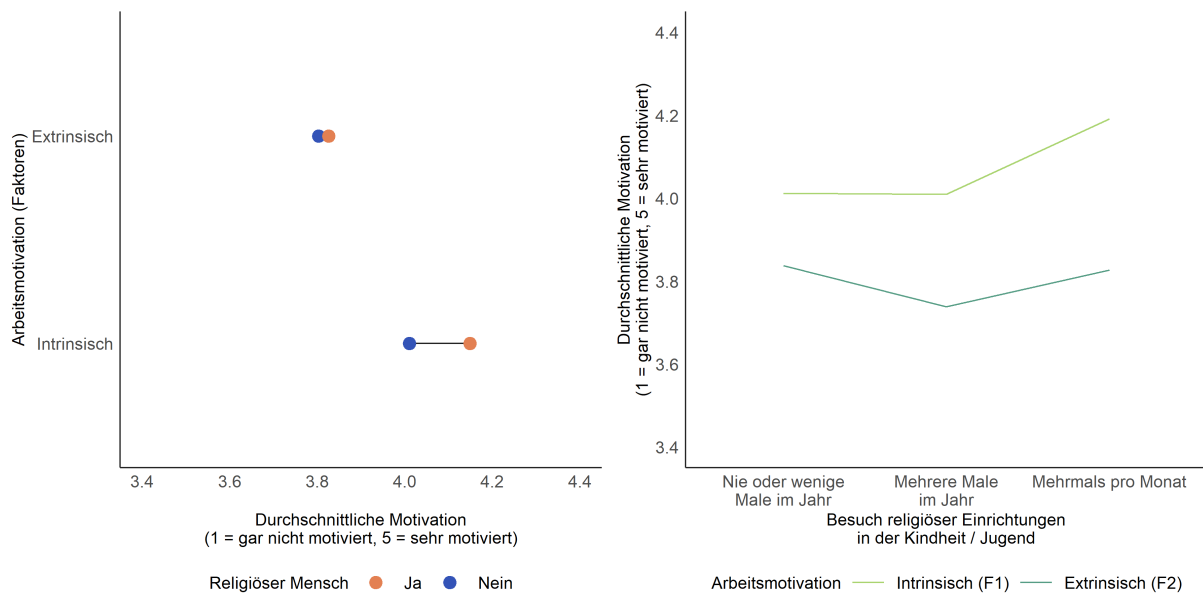 Arbeitsmotivation (Faktoren)
Extrinsisch
Intrinsisch
3.4 3.6 3.8 4.0 4.2 4.4
Durchschnittliche Motivation
(1 = gar nicht motiviert, 5 = sehr motiviert)
Religiöser Mensch Ja Nein
Durchschnittliche Motivation
(1 = gar nicht motiviert, 5 = sehr motiviert)
4.4
4.2
4.0
3.8
3.6
3.4
Nie oder wenige Mehrere Male Mehrmals pro Monat
Male im Jahr im Jahr
Besuch religiöser Einrichtungen
in der Kindheit / Jugend
Arbeitsmotivation Intrinsisch (F1) Extrinsisch (F2)